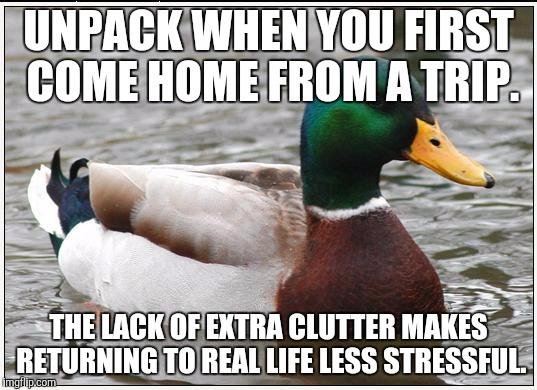 UNPACK WHEN YOU FIRST
COME HOME FROM A TRIP.
THE LACK OF EXTRA CLUTTER MAKES
RETURNING TO REAL LIFE LESS STRESSFUL.
imgflip.com